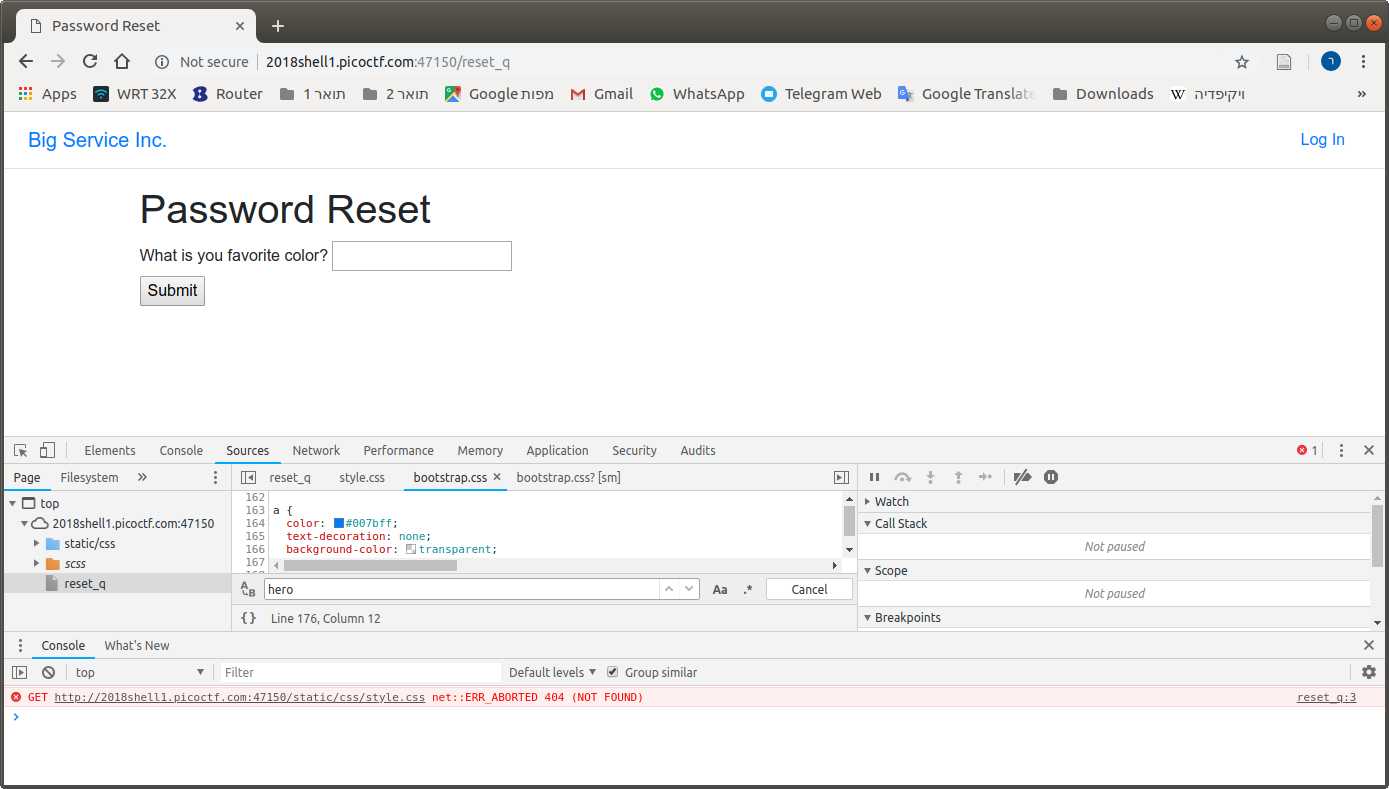 Password Reset
Not secure 2018shell1.picoctf.com:47150/reset_q
ר
Apps WRT 32X Router תואר 1 תואר 2 Google מפות Gmail WhatsApp Telegram Web Google Translate Downloads W ויקיפדיה »
Big Service Inc. Log In
Password Reset
What is you favorite color?
Submit
Elements Console Sources Network Performance Memory Application Security Audits 1
Page Filesystem » reset_q style.css bootstrap.css bootstrap.css? [sm]
top
2018shell1.picoctf.com:47150
static/css
scss
reset_q
162
163 a {
164 color: #007bff;
165 text-decoration: none;
166 background-color: transparent;
167
hero Aa .* Cancel
{} Line 176, Column 12
Watch
Call Stack
Not paused
Scope
Not paused
Breakpoints
Console What's New
top Filter Default levels Group similar
GET http://2018shell1.picoctf.com:47150/static/css/style.css net::ERR_ABORTED 404 (NOT FOUND) reset_q:3